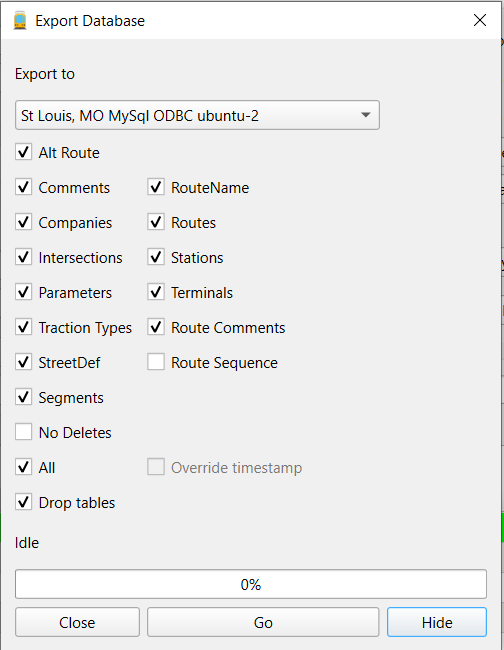 Export Database
Export to
St Louis, MO MySql ODBC ubuntu-2
Alt Route
Comments RouteName
Companies Routes
Intersections Stations
Parameters Terminals
Traction Types Route Comments
StreetDef Route Sequence
Segments
No Deletes
All Override timestamp
Drop tables
Idle
0%
Close Go Hide